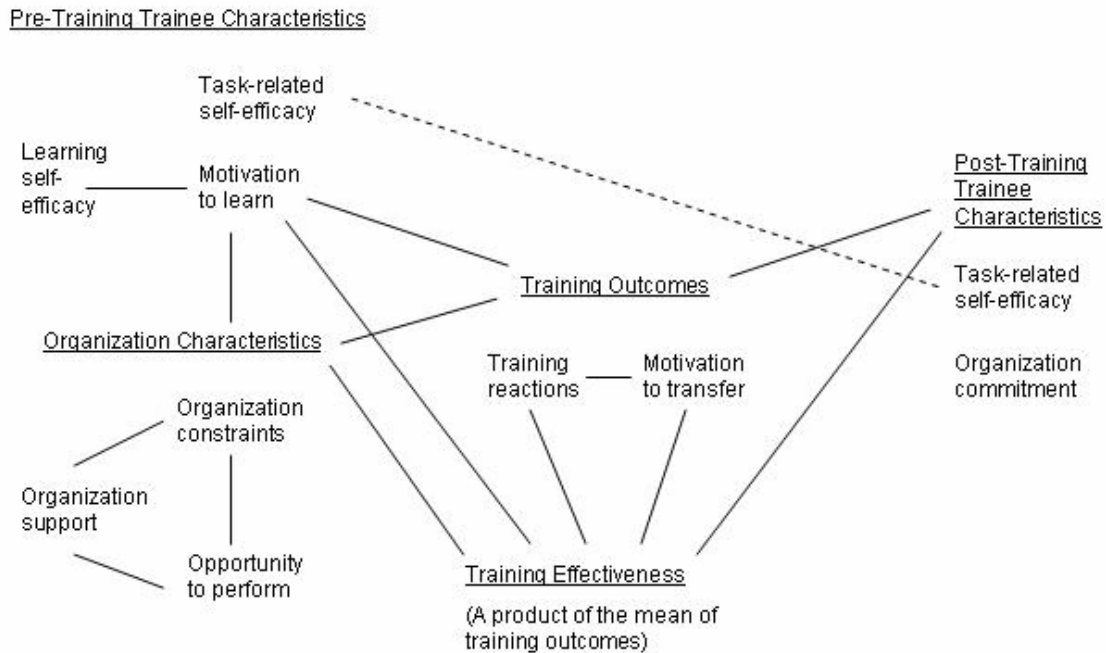 Pre-Training Trainee Characteristics
Task-related
self-efficacy
Learning
self-
efficacy
Motivation
to learn
Post-Training
Trainee
Characteristics
Training Outcomes
Task-related
self-efficacy
Organization Characteristics
Training
reactions
Motivation
to transfer
Organization
commitment
Organization
constraints
Organization
support
Opportunity
to perform
Training Effectiveness
(A product of the mean of
training outcomes)